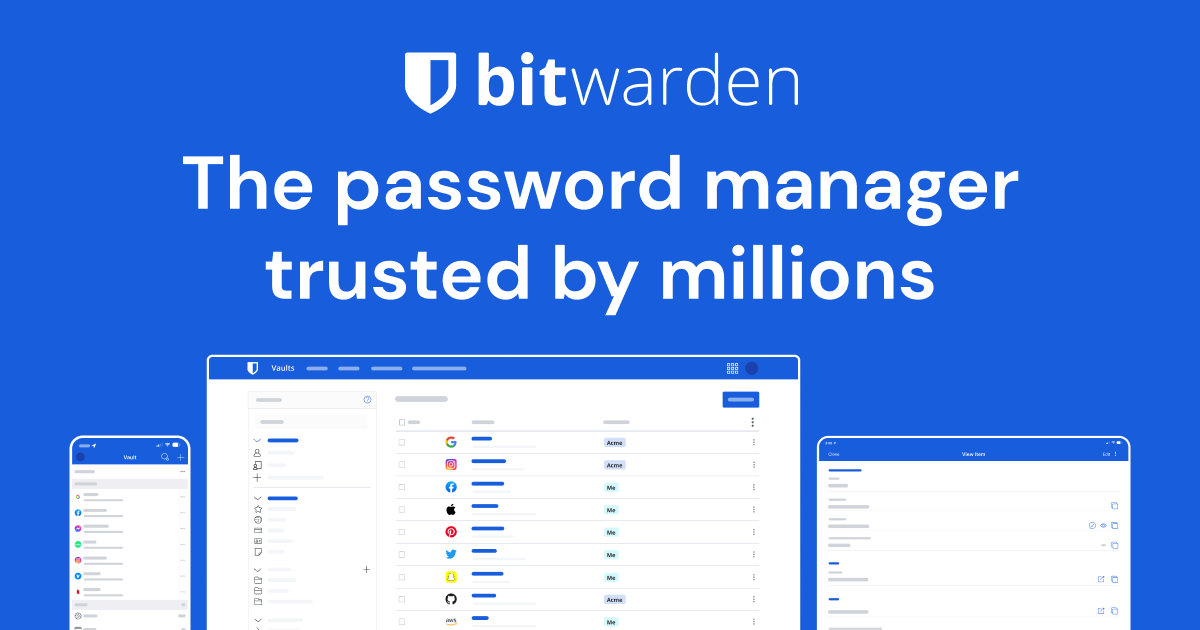 bitwarden
The password manager
trusted by millions
Vaults
Acme
Acme
Me
Me
Me
Me
Me
Acme
aws
Me
Vault
Close
View Item
Edit